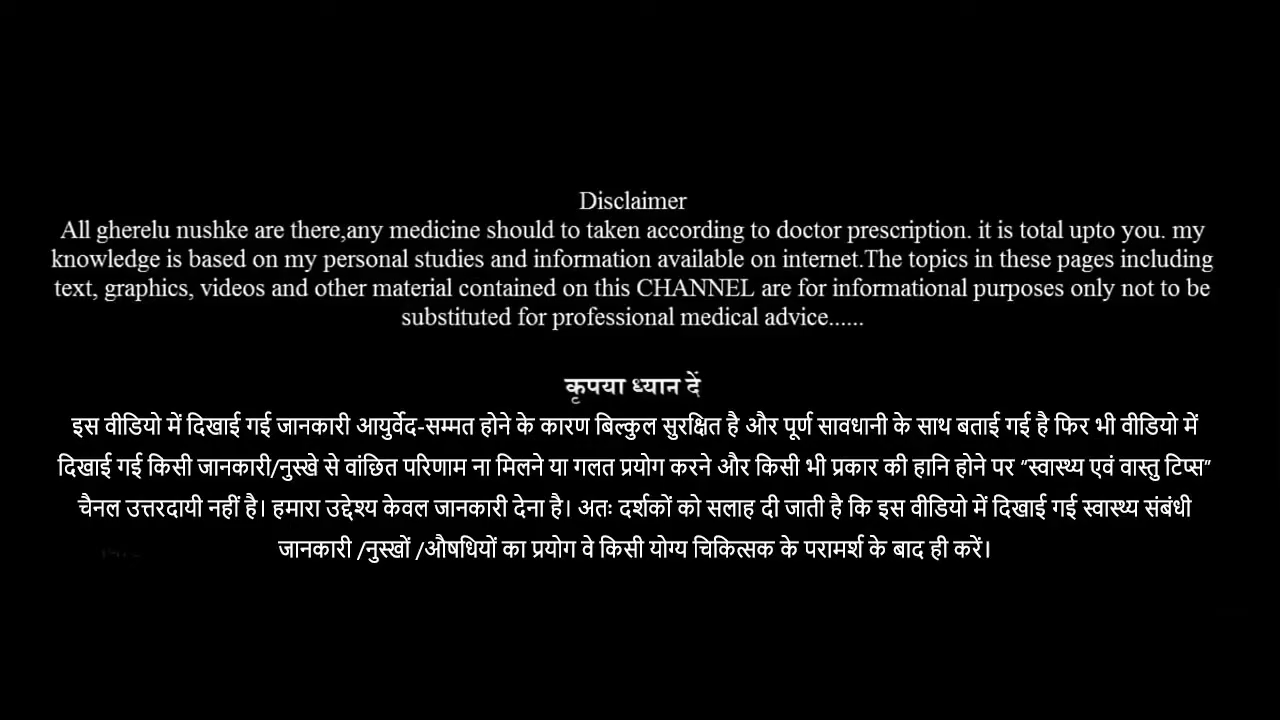 Disclaimer
All gherelu nushke are there,any medicine should to taken according to doctor prescription. it is total upto you. my
knowledge is based on my personal studies and information available on internet.The topics in these pages including
text, graphics, videos and other material contained on this CHANNEL are for informational purposes only not to be
substituted for professional medical advice......
कृपया ध्यान दें
इस वीडियो में दिखाई गई जानकारी आयुर्वेद-सम्मत होने के कारण बिल्कुल सुरक्षित है और पूर्ण सावधानी के साथ बताई गई है फिर भी वीडियो में
दिखाई गई किसी जानकारी/नुस्खे से वांछित परिणाम ना मिलने या गलत प्रयोग करने और किसी भी प्रकार की हानि होने पर “स्वास्थ्य एवं वास्तु टिप्स”
चैनल उत्तरदायी नहीं है। हमारा उद्देश्य केवल जानकारी देना है। अतः दर्शकों को सलाह दी जाती है कि इस वीडियो में दिखाई गई स्वास्थ्य संबंधी
जानकारी /नुस्खों /औषधियों का प्रयोग वे किसी योग्य चिकित्सक के परामर्श के बाद ही करें।